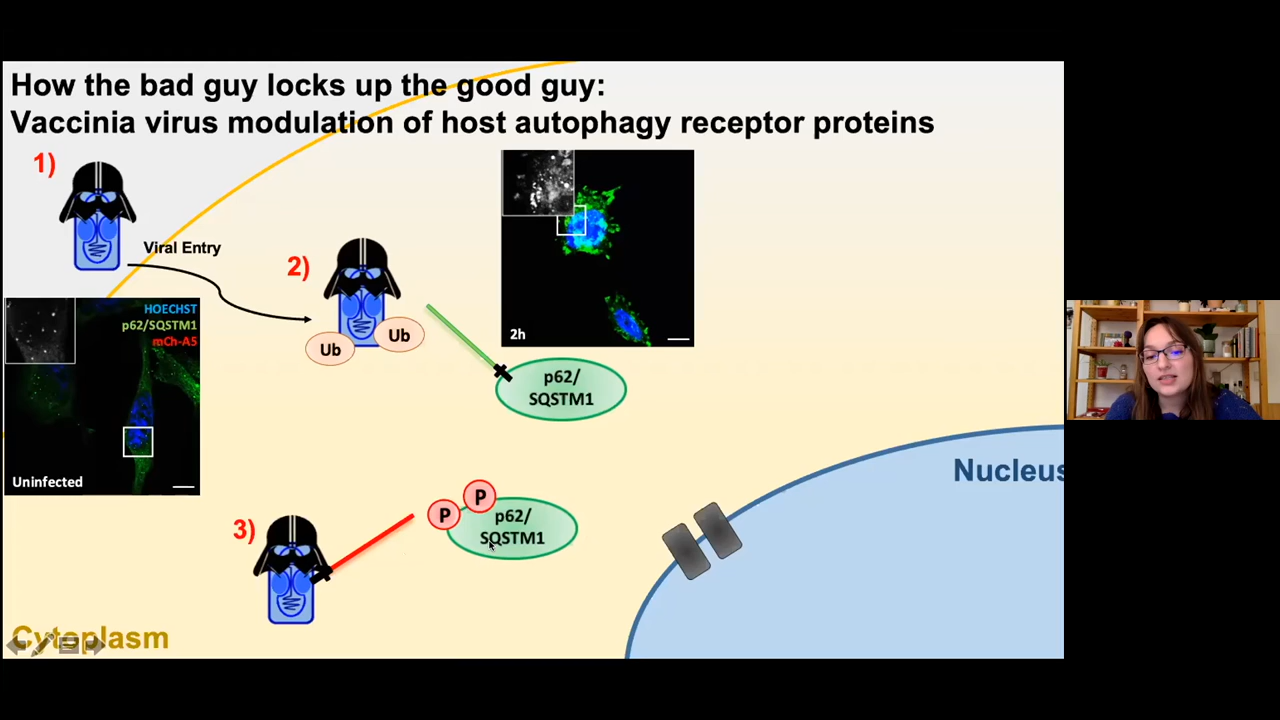 How the bad guy locks up the good guy:
Vaccinia virus modulation of host autophagy receptor proteins
1)
Viral Entry
2)
Ub
Ub
p62/
SQSTM1
2h
HOECHST
p62/SQSTM1
mCh-A5
Uninfected
3)
P
P
p62/
SQSTM1
Nucleus
Cytoplasm